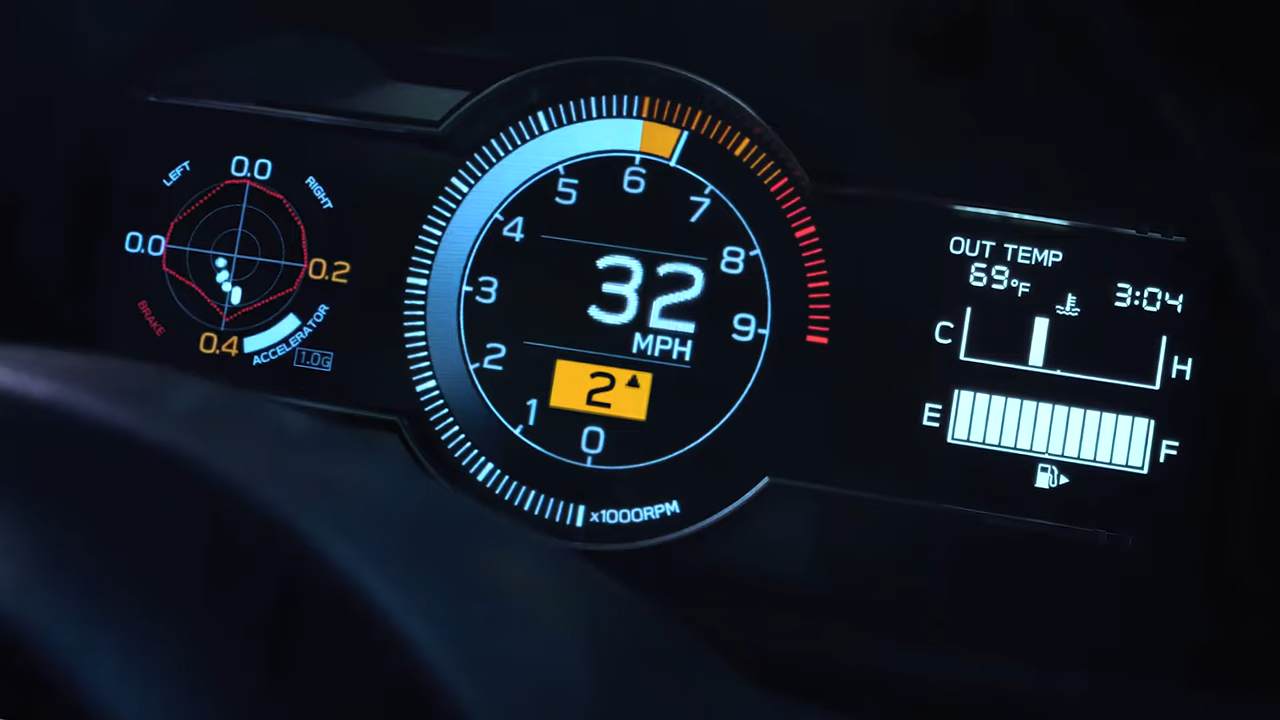 LEFT
0.0
RIGHT
0.0
0.2
BRAKE
0.4
ACCELERATOR
1.0G
0
1
2
3
4
5
6
7
8
9
32
MPH
2
x1000RPM
OUT TEMP
69°F
3:04
C
H
E
F